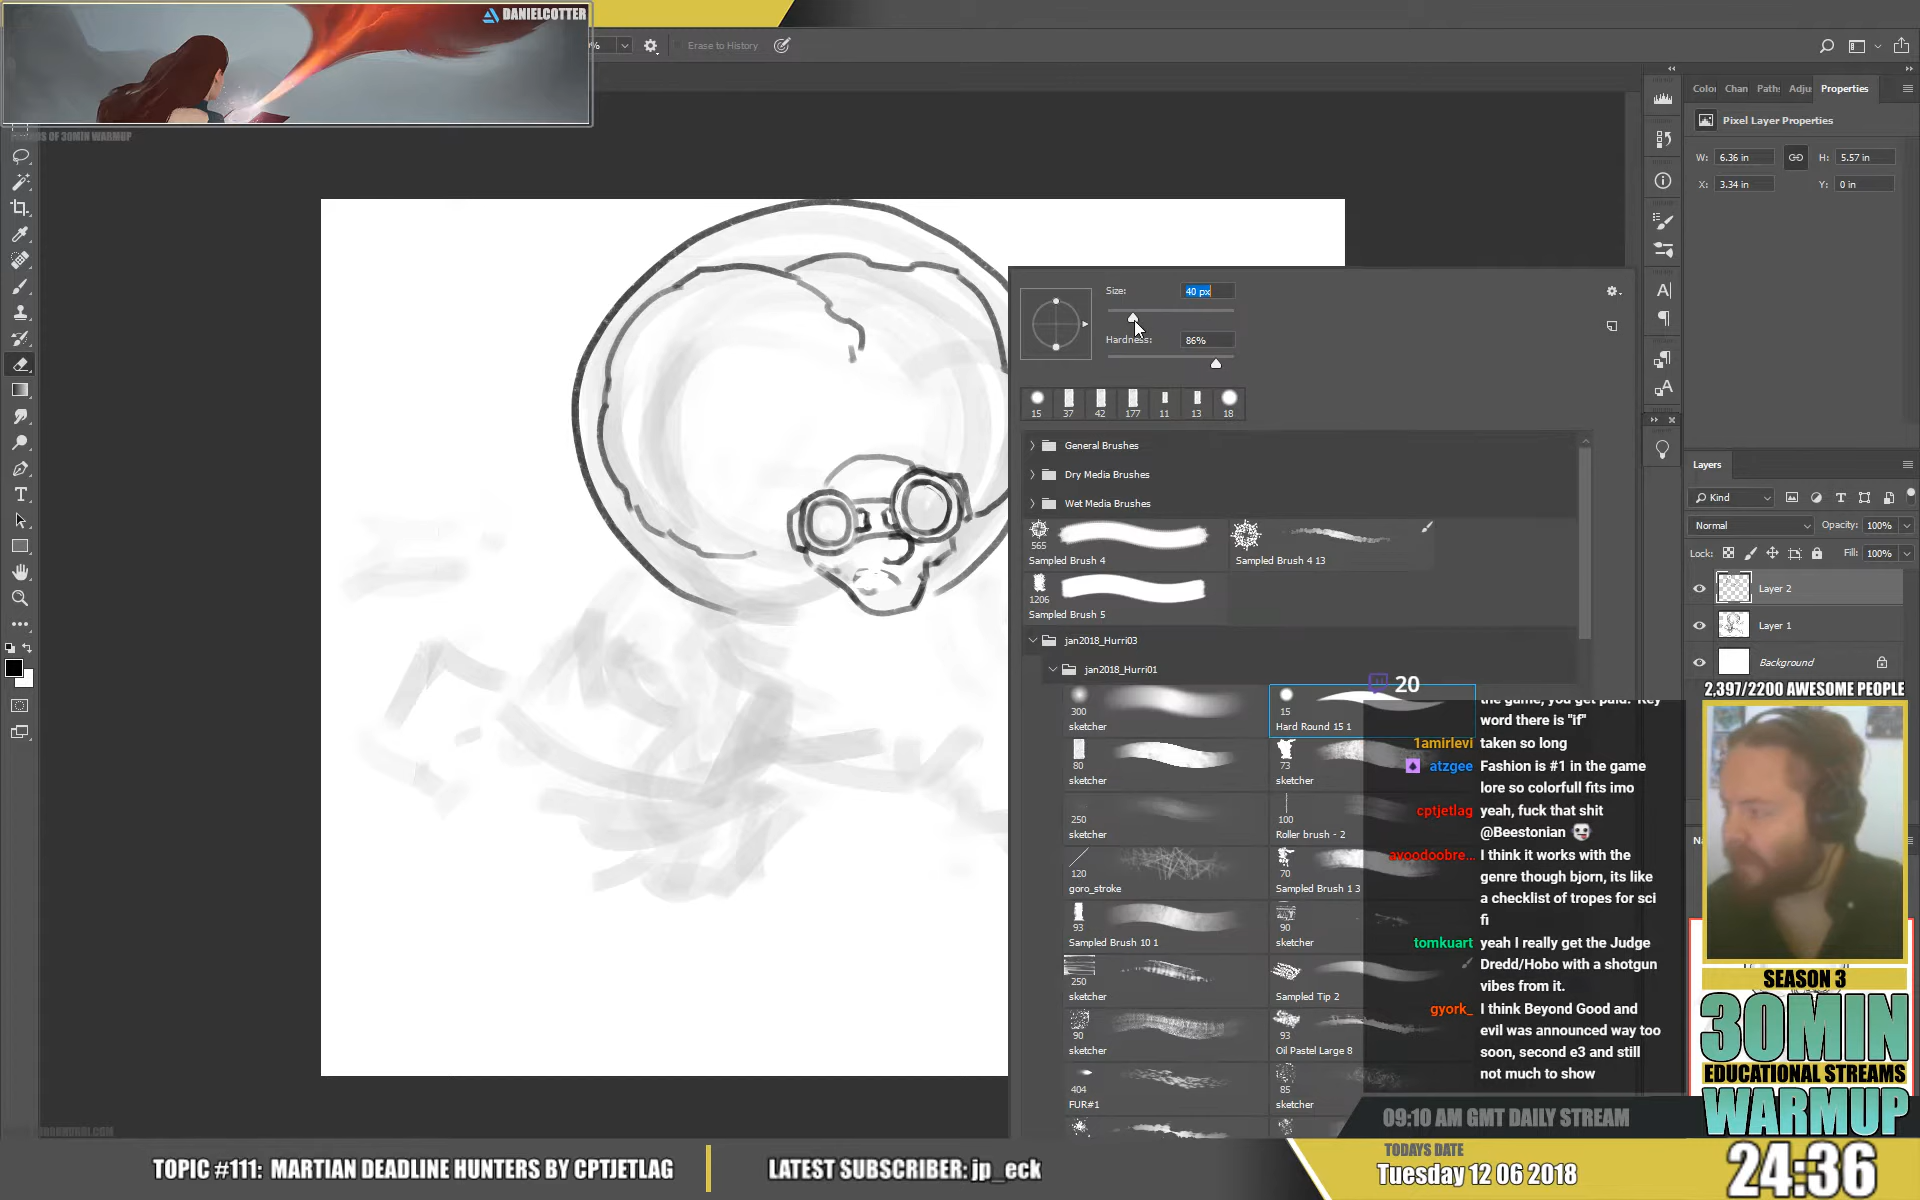 DANIELCOTTER
%
Erase to History
S OF 30MIN WARMUP
Color
Chan
Paths
Adju
Properties
Pixel Layer Properties
W:
6.36 in
H:
5.57 in
X:
3.34 in
Y:
0 in
Size:
40 px
Hardness:
86%
15
37
42
177
11
13
18
General Brushes
Dry Media Brushes
Wet Media Brushes
565
Sampled Brush 4
Sampled Brush 4 13
1206
Sampled Brush 5
jan2018_Hurri03
jan2018_Hurri01
300
sketcher
15
Hard Round 15 1
80
sketcher
73
sketcher
250
sketcher
100
Roller brush - 2
120
goro_stroke
70
Sampled Brush 1 3
93
Sampled Brush 10 1
90
sketcher
250
sketcher
Sampled Tip 2
90
sketcher
93
Oil Pastel Large 8
404
FUR#1
85
sketcher
Layers
Kind
Normal
Opacity:
100%
Lock:
Fill:
100%
Layer 2
Layer 1
Background
2,397/2200 AWESOME PEOPLE
20
the game, you get paid. Key
word there is "if"
1amirlevi taken so long
atzgee Fashion is #1 in the game
lore so colorfull fits imo
cptjetlag yeah, fuck that shit
@Beestonian
avoodoobre... I think it works with the
genre though bjorn, its like
a checklist of tropes for sci
fi
tomkuart yeah I really get the Judge
Dredd/Hobo with a shotgun
vibes from it.
gyork_ I think Beyond Good and
evil was announced way too
soon, second e3 and still
not much to show
SEASON 3
30MIN
EDUCATIONAL STREAMS
WARMUP
09:10 AM GMT DAILY STREAM
TOPIC #111: MARTIAN DEADLINE HUNTERS BY CPTJETLAG
LATEST SUBSCRIBER: jp_eck
TODAYS DATE
Tuesday 12 06 2018
24:36